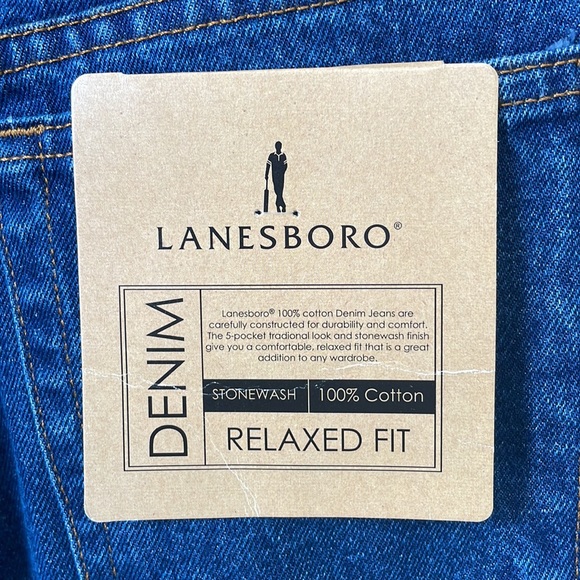 LANESBORO®
DENIM
Lanesboro® 100% cotton Denim Jeans are
carefully constructed for durability and comfort.
The 5-pocket tradional look and stonewash finish
give you a comfortable, relaxed fit that is a great
addition to any wardrobe.
STONEWASH | 100% Cotton
RELAXED FIT